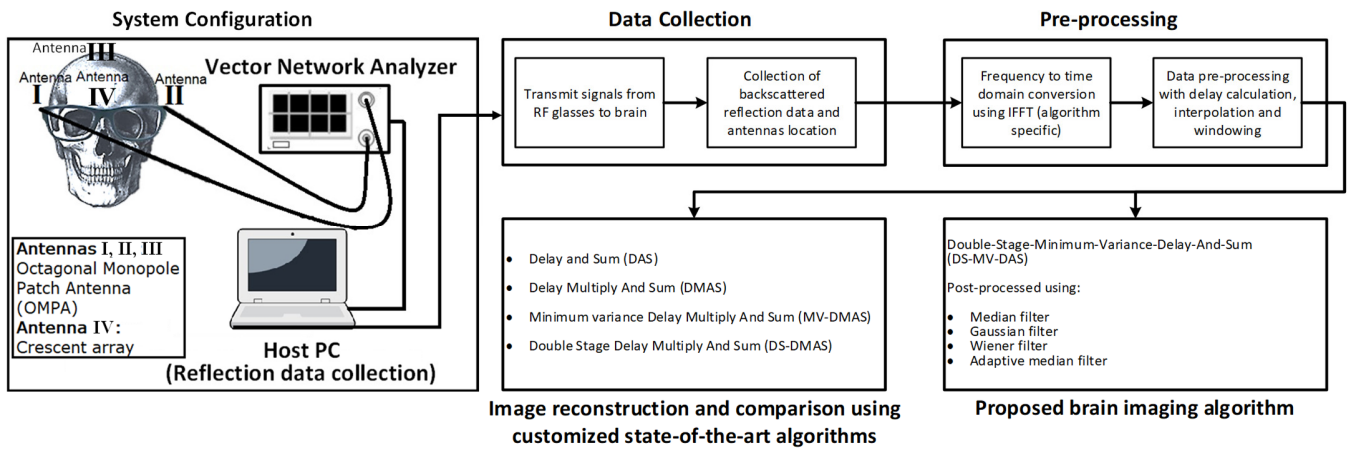 System Configuration
Data Collection
Pre-processing
Antenna III
Antenna
I
Antenna
IV
Antenna
II
Vector Network Analyzer
Antennas I, II, III
Octagonal Monopole
Patch Antenna
(OMPA)
Antenna IV:
Crescent array
Host PC
(Reflection data collection)
Transmit signals from
RF glasses to brain
Collection of
backscattered
reflection data and
antennas location
Frequency to time
domain conversion
using IFFT (algorithm
specific)
Data pre-processing
with delay calculation,
interpolation and
windowing
• Delay and Sum (DAS)
• Delay Multiply And Sum (DMAS)
• Minimum variance Delay Multiply And Sum (MV-DMAS)
• Double Stage Delay Multiply And Sum (DS-DMAS)
Image reconstruction and comparison using
customized state-of-the-art algorithms
Double-Stage-Minimum-Variance-Delay-And-Sum
(DS-MV-DAS)
Post-processed using:
• Median filter
• Gaussian filter
• Wiener filter
• Adaptive median filter
Proposed brain imaging algorithm